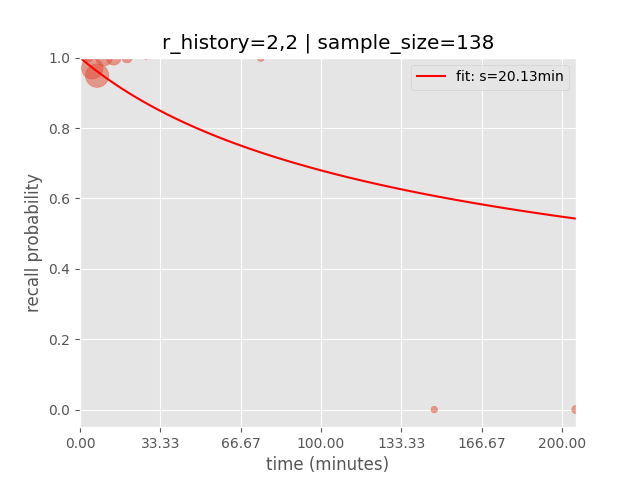 r_history=2,2 | sample_size=138
fit: s=20.13min
recall probability
1.0
0.8
0.6
0.4
0.2
0.0
0.00 33.33 66.67 100.00 133.33 166.67 200.00
time (minutes)